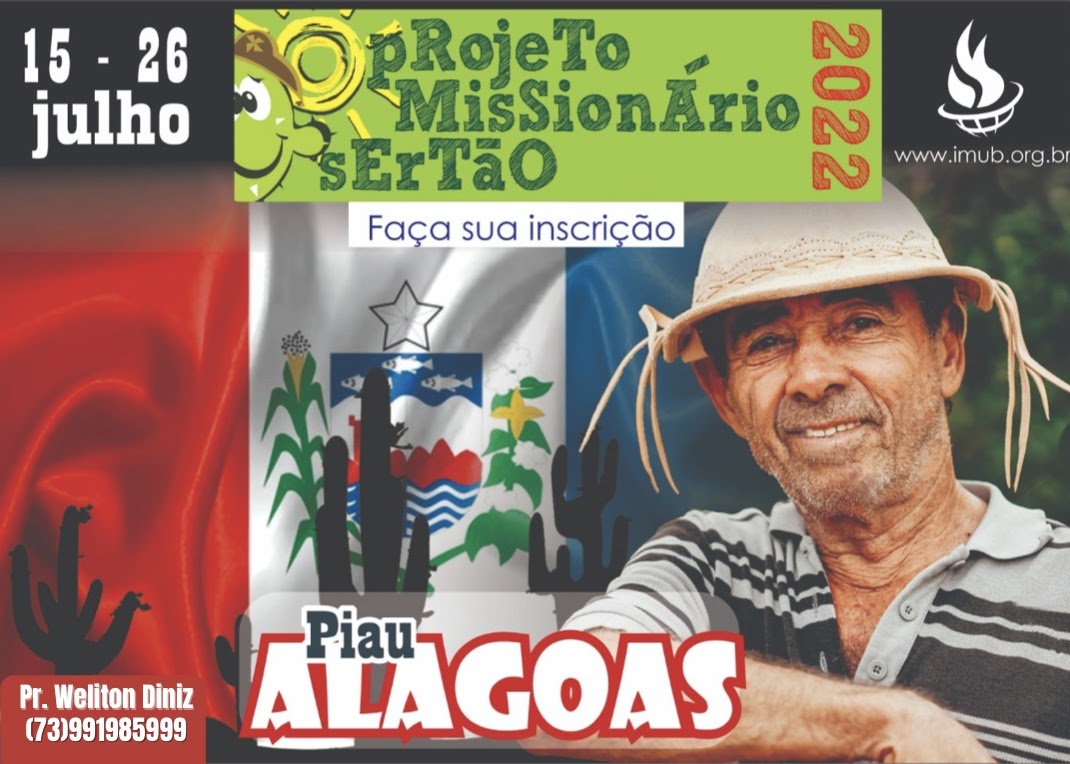 15 - 26
julho
pRojeTo
MisSionÁrio
sErTãO
2022
www.imub.org.br
Faça sua inscrição
Piau
ALAGOAS
Pr. Weliton Diniz
(73)991985999